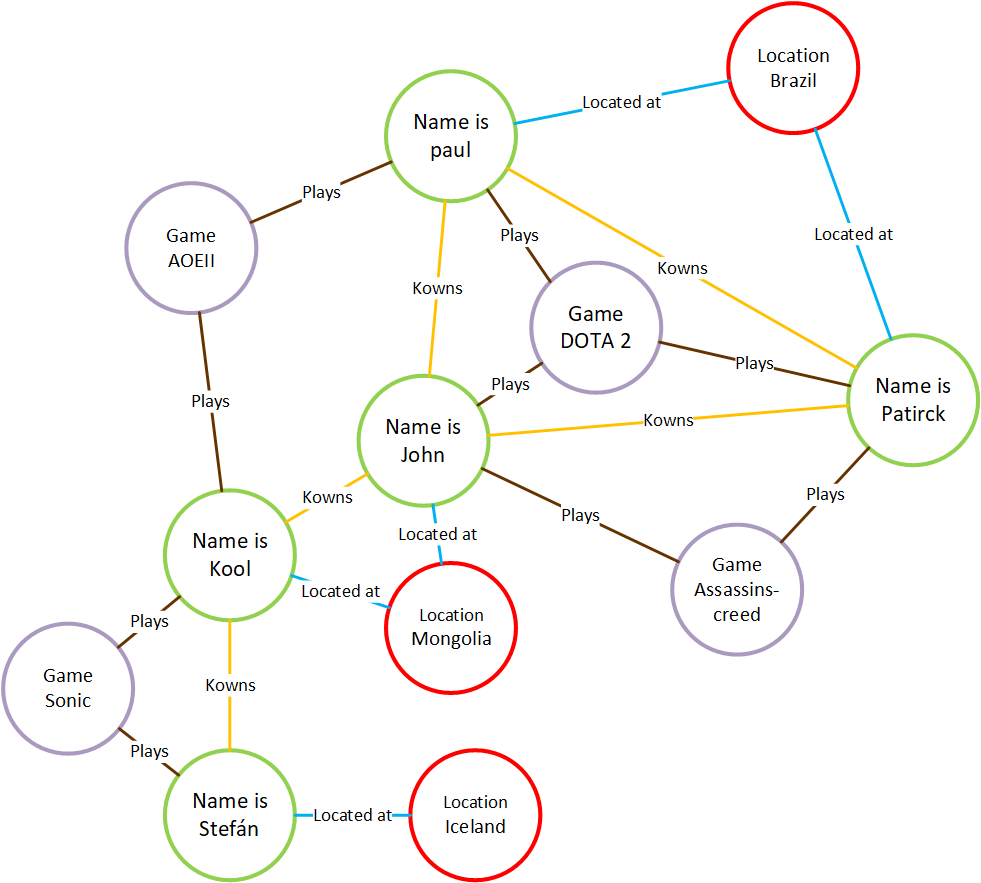 Location
Brazil
Located at
Name is
paul
Plays
Game
AOEII
Plays
Located at
Kowns
Kowns
Game
DOTA 2
Plays
Plays
Name is
Patirck
Plays
Kowns
Name is
John
Kowns
Plays
Plays
Located at
Name is
Kool
Game
Assassins-
creed
Located at
Location
Mongolia
Plays
Game
Sonic
Kowns
Plays
Name is
Stefán
Located at
Location
Iceland